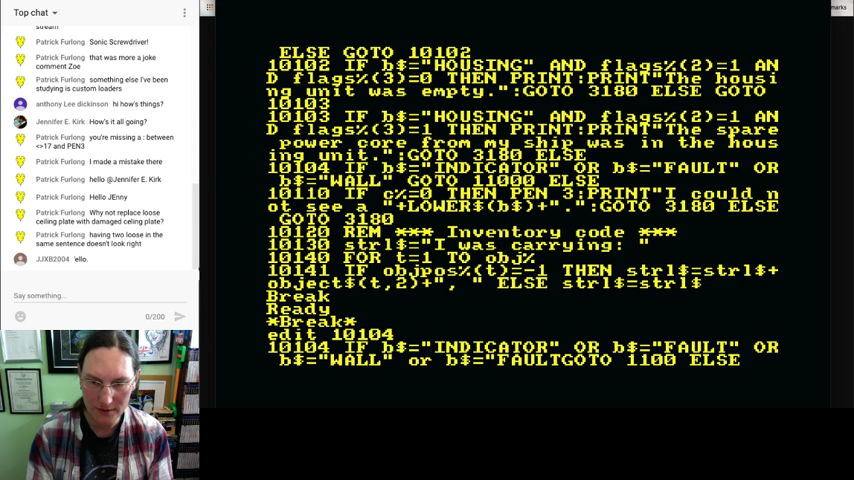 Top chat
stream
Patrick Furlong Sonic Screwdriver!
Patrick Furlong that was more a joke
comment Zoe
Patrick Furlong something else I've been
studying is custom loaders
anthony Lee dickinson hi how's things?
Jennifer E. Kirk How's it all going?
Patrick Furlong you're missing a : between
<>17 and PEN3
Patrick Furlong I made a mistake there
Patrick Furlong hello @Jennifer E. Kirk
Patrick Furlong Hello JEnny
Patrick Furlong Why not replace loose
ceiling plate with damaged celing plate?
Patrick Furlong having two loose in the
same sentence doesn't look right
JJXB2004 'ello.
Say something...
0/200
marks
ELSE GOTO 10102
10102 IF b$="HOUSING" AND flags%(2)=1 AN
D flags%(3)=0 THEN PRINT:PRINT"The housi
ng unit was empty.":GOTO 3180 ELSE GOTO
10103
10103 IF b$="HOUSING" AND flags%(2)=1 AN
D flags%(3)=1 THEN PRINT:PRINT"The spare
power core from my ship was in the hous
ing unit.":GOTO 3180 ELSE
10104 IF b$="INDICATOR" OR b$="FAULT" OR
b$="WALL" GOTO 11000 ELSE
10110 IF c%=0 THEN PEN 3:PRINT"I could n
ot see a "+LOWER$(b$)+".":GOTO 3180 ELSE
GOTO 3180
10120 REM *** Inventory code ***
10130 strl$="I was carrying: "
10140 FOR t=1 TO obj%
10141 IF objpos%(t)=-1 THEN strl$=strl$+
object$(t,2)+", " ELSE strl$=strl$
Break
Ready
*Break*
edit 10104
10104 IF b$="INDICATOR" OR b$="FAULT" OR
b$="WALL" or b$="FAULTGOTO 1100 ELSE